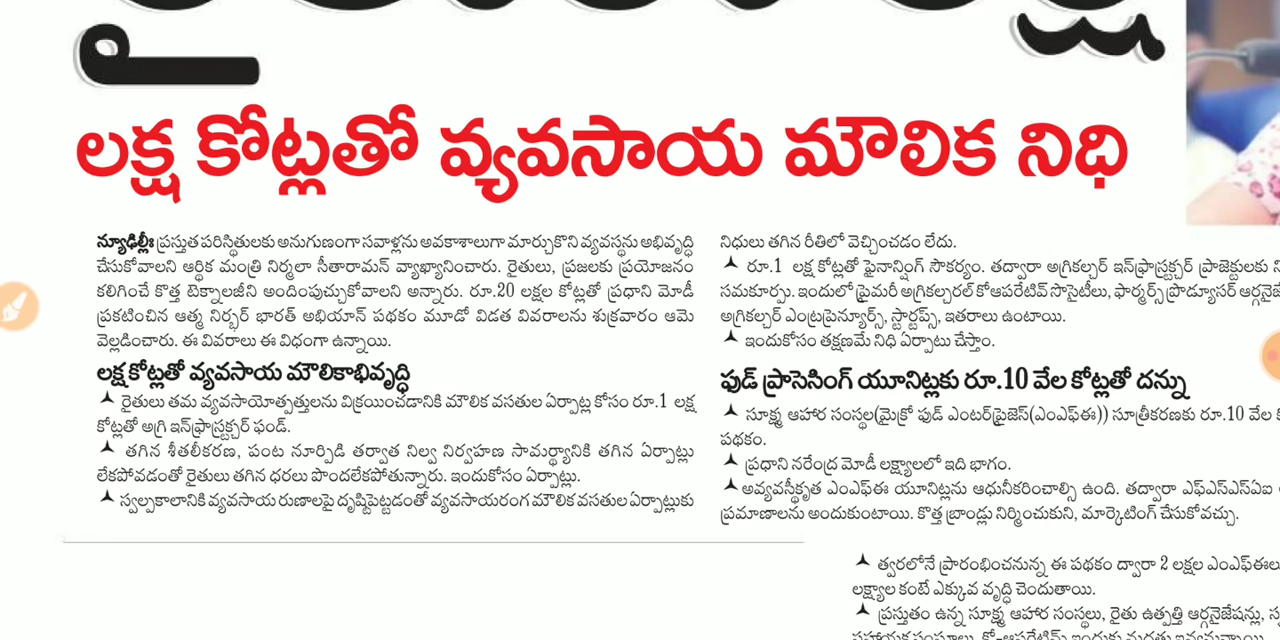 లక్ష కోట్లతో వ్యవసాయ మౌలిక నిధి
న్యూఢిల్లీః ప్రస్తుత పరిస్థితులకు అనుగుణంగా సవాళ్లను అవకాశాలుగా మార్చుకొని వ్యవస్థను అభివృద్ధి
చేసుకోవాలని ఆర్థిక మంత్రి నిర్మలా సీతారామన్ వ్యాఖ్యానించారు. రైతులు, ప్రజలకు ప్రయోజనం
కలిగించే కొత్త టెక్నాలజీని అందిపుచ్చుకోవాలని అన్నారు. రూ.20 లక్షల కోట్లతో ప్రధాని మోడీ
ప్రకటించిన ఆత్మ నిర్భర్ భారత్ అభియాన్ పథకం మూడో విడత వివరాలను శుక్రవారం ఆమె
వెల్లడించారు. ఈ వివరాలు ఈ విధంగా ఉన్నాయి.
లక్షకోట్లతో వ్యవసాయ మౌలికాభివృద్ధి
రైతులు తమ వ్యవసాయోత్పత్తులను విక్రయించడానికి మౌలిక వసతుల ఏర్పాట్ల కోసం రూ.1 లక్ష
కోట్లతో అగ్రి ఇన్‌ఫ్రాస్ట్రక్చర్ ఫండ్.
తగిన శీతలీకరణ, పంట నూర్పిడి తర్వాత నిల్వ నిర్వహణ సామర్థ్యానికి తగిన ఏర్పాట్లు
లేకపోవడంతో రైతులు తగిన ధరలు పొందలేకపోతున్నారు. ఇందుకోసం ఏర్పాట్లు.
స్వల్పకాలానికి వ్యవసాయ రుణాలపై దృష్టిపెట్టడంతో వ్యవసాయరంగ మౌలిక వసతుల ఏర్పాట్లుకు
నిధులు తగిన రీతిలో వెచ్చించడం లేదు.
రూ.1 లక్ష కోట్లతో ఫైనాన్షింగ్ సౌకర్యం. తద్వారా అగ్రికల్చర్ ఇన్‌ఫ్రాస్ట్రక్చర్ ప్రాజెక్టులకు
సమకూర్పు. ఇందులో ప్రైమరీ అగ్రికల్చరల్ కోఆపరేటివ్ సొసైటీలు, ఫార్మర్స్ ప్రొడ్యూసర్
అగ్రికల్చర్ ఎంట్రప్రెన్యూర్స్, స్టార్టప్స్, ఇతరాలు ఉంటాయి.
ఇందుకోసం తక్షణమే నిధి ఏర్పాటు చేస్తాం.
ఫుడ్ ప్రాసెసింగ్ యూనిట్లకు రూ.10 వేల కోట్లతో దన్ను
సూక్ష్మ ఆహార సంస్థల(మైక్రో ఫుడ్ ఎంటర్‌ప్రైజెస్(ఎంఎఫ్ఈ)) సూత్రీకరణకు రూ.10 వేల
పథకం.
ప్రధాని నరేంద్ర మోడీ లక్ష్యాలలో ఇది భాగం.
అవ్యవస్థీకృత ఎంఎఫ్ఈ యూనిట్లను ఆధునీకరించాల్సి ఉంది. తద్వారా ఎఫ్ఎస్ఎస్ఏఐ
ప్రమాణాలను అందుకుంటాయి. కొత్త బ్రాండ్లు నిర్మించుకుని, మార్కెటింగ్ చేసుకోవచ్చు.
త్వరలోనే ప్రారంభించనున్న ఈ పథకం ద్వారా 2 లక్షల ఎంఎఫ్ఈలు
లక్ష్యాల కంటే ఎక్కువ వృద్ధి చెందుతాయి.
ప్రస్తుతం ఉన్న సూక్ష్మ ఆహార సంస్థలు, రైతు ఉత్పత్తి ఆర్గనైజేషన్లు,